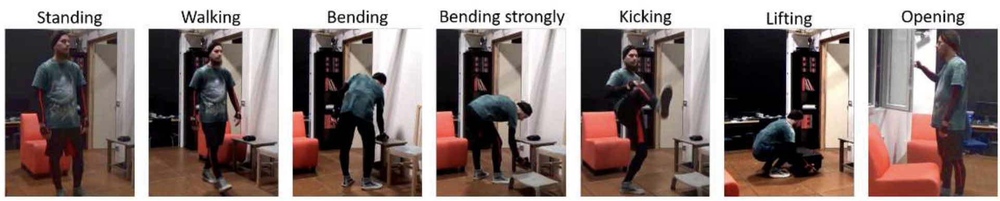 Standing
Walking
Bending
Bending strongly
Kicking
Lifting
Opening